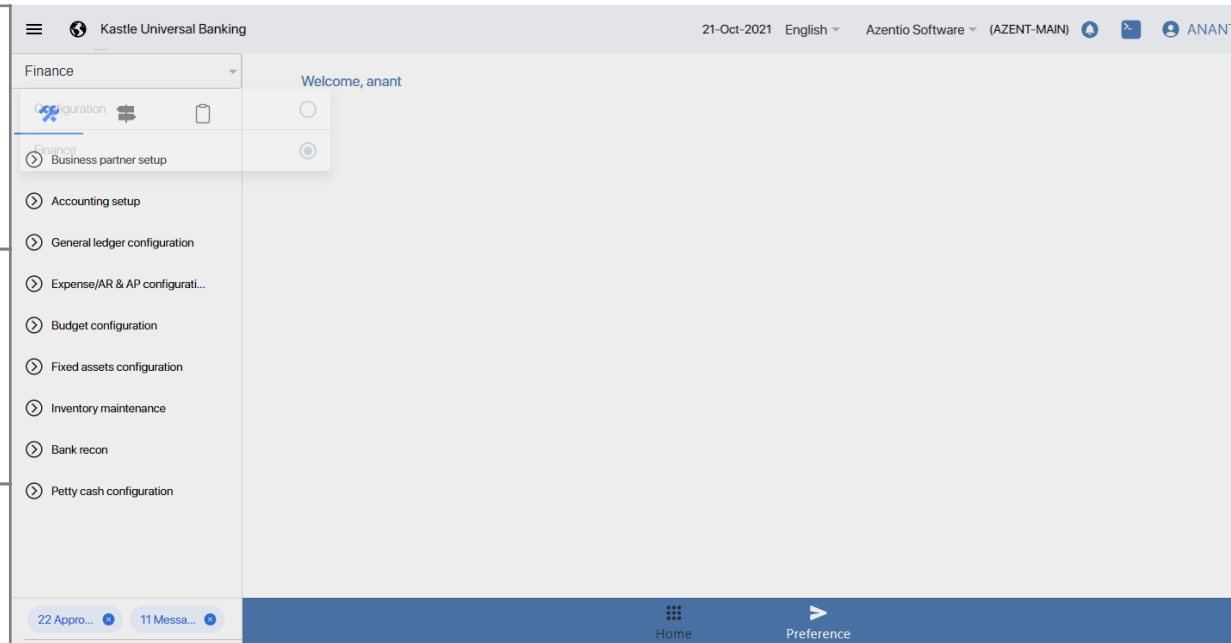 Kastle Universal Banking
21-Oct-2021 English Azentio Software (AZENT-MAIN) ANANT
Finance
Welcome, anant
Configuration
Finance
Business partner setup
Accounting setup
General ledger configuration
Expense/AR & AP configurati...
Budget configuration
Fixed assets configuration
Inventory maintenance
Bank recon
Petty cash configuration
22 Appro... 11 Messa...
Home Preference